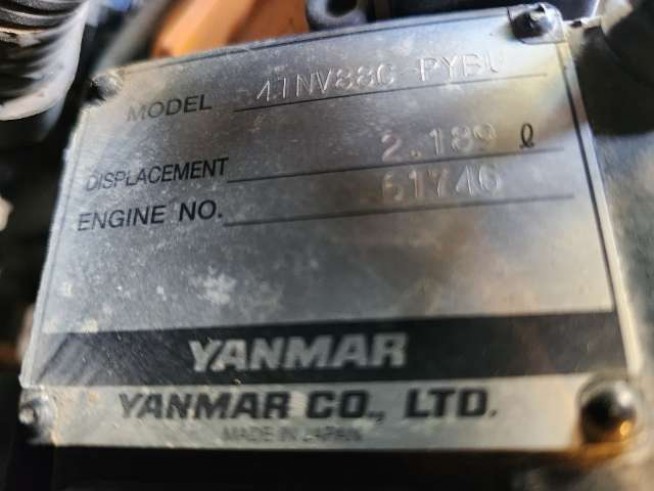 MODEL 4TNV88C-PYBU
DISPLACEMENT 2.189 ℓ
ENGINE NO. 61746
YANMAR
YANMAR CO., LTD.
MADE IN JAPAN